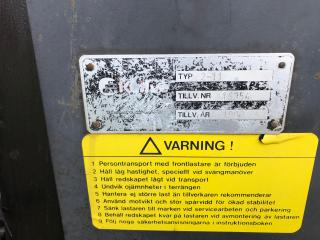 TYP
TILLV. NR
TILLV. ÅR
VARNING !
1 Persontransport med frontlastare är förbjuden
2 Håll låg hastighet, speciellt vid svängmanöver
3 Håll redskapet lågt vid transport
4 Undvik ojämnheter i terrängen
5 Hantera ej större last än tillverkaren rekommenderar
6 Använd motvikt och stor spårvidd för ökad stabilitet
7 Sänk lastaren till marken vid servicearbete och parkering
8 Behåll redskapet kvar på lastaren vid avmontering av lastaren
9 Följ noga säkerhetsanvisningarna i instruktionsboken